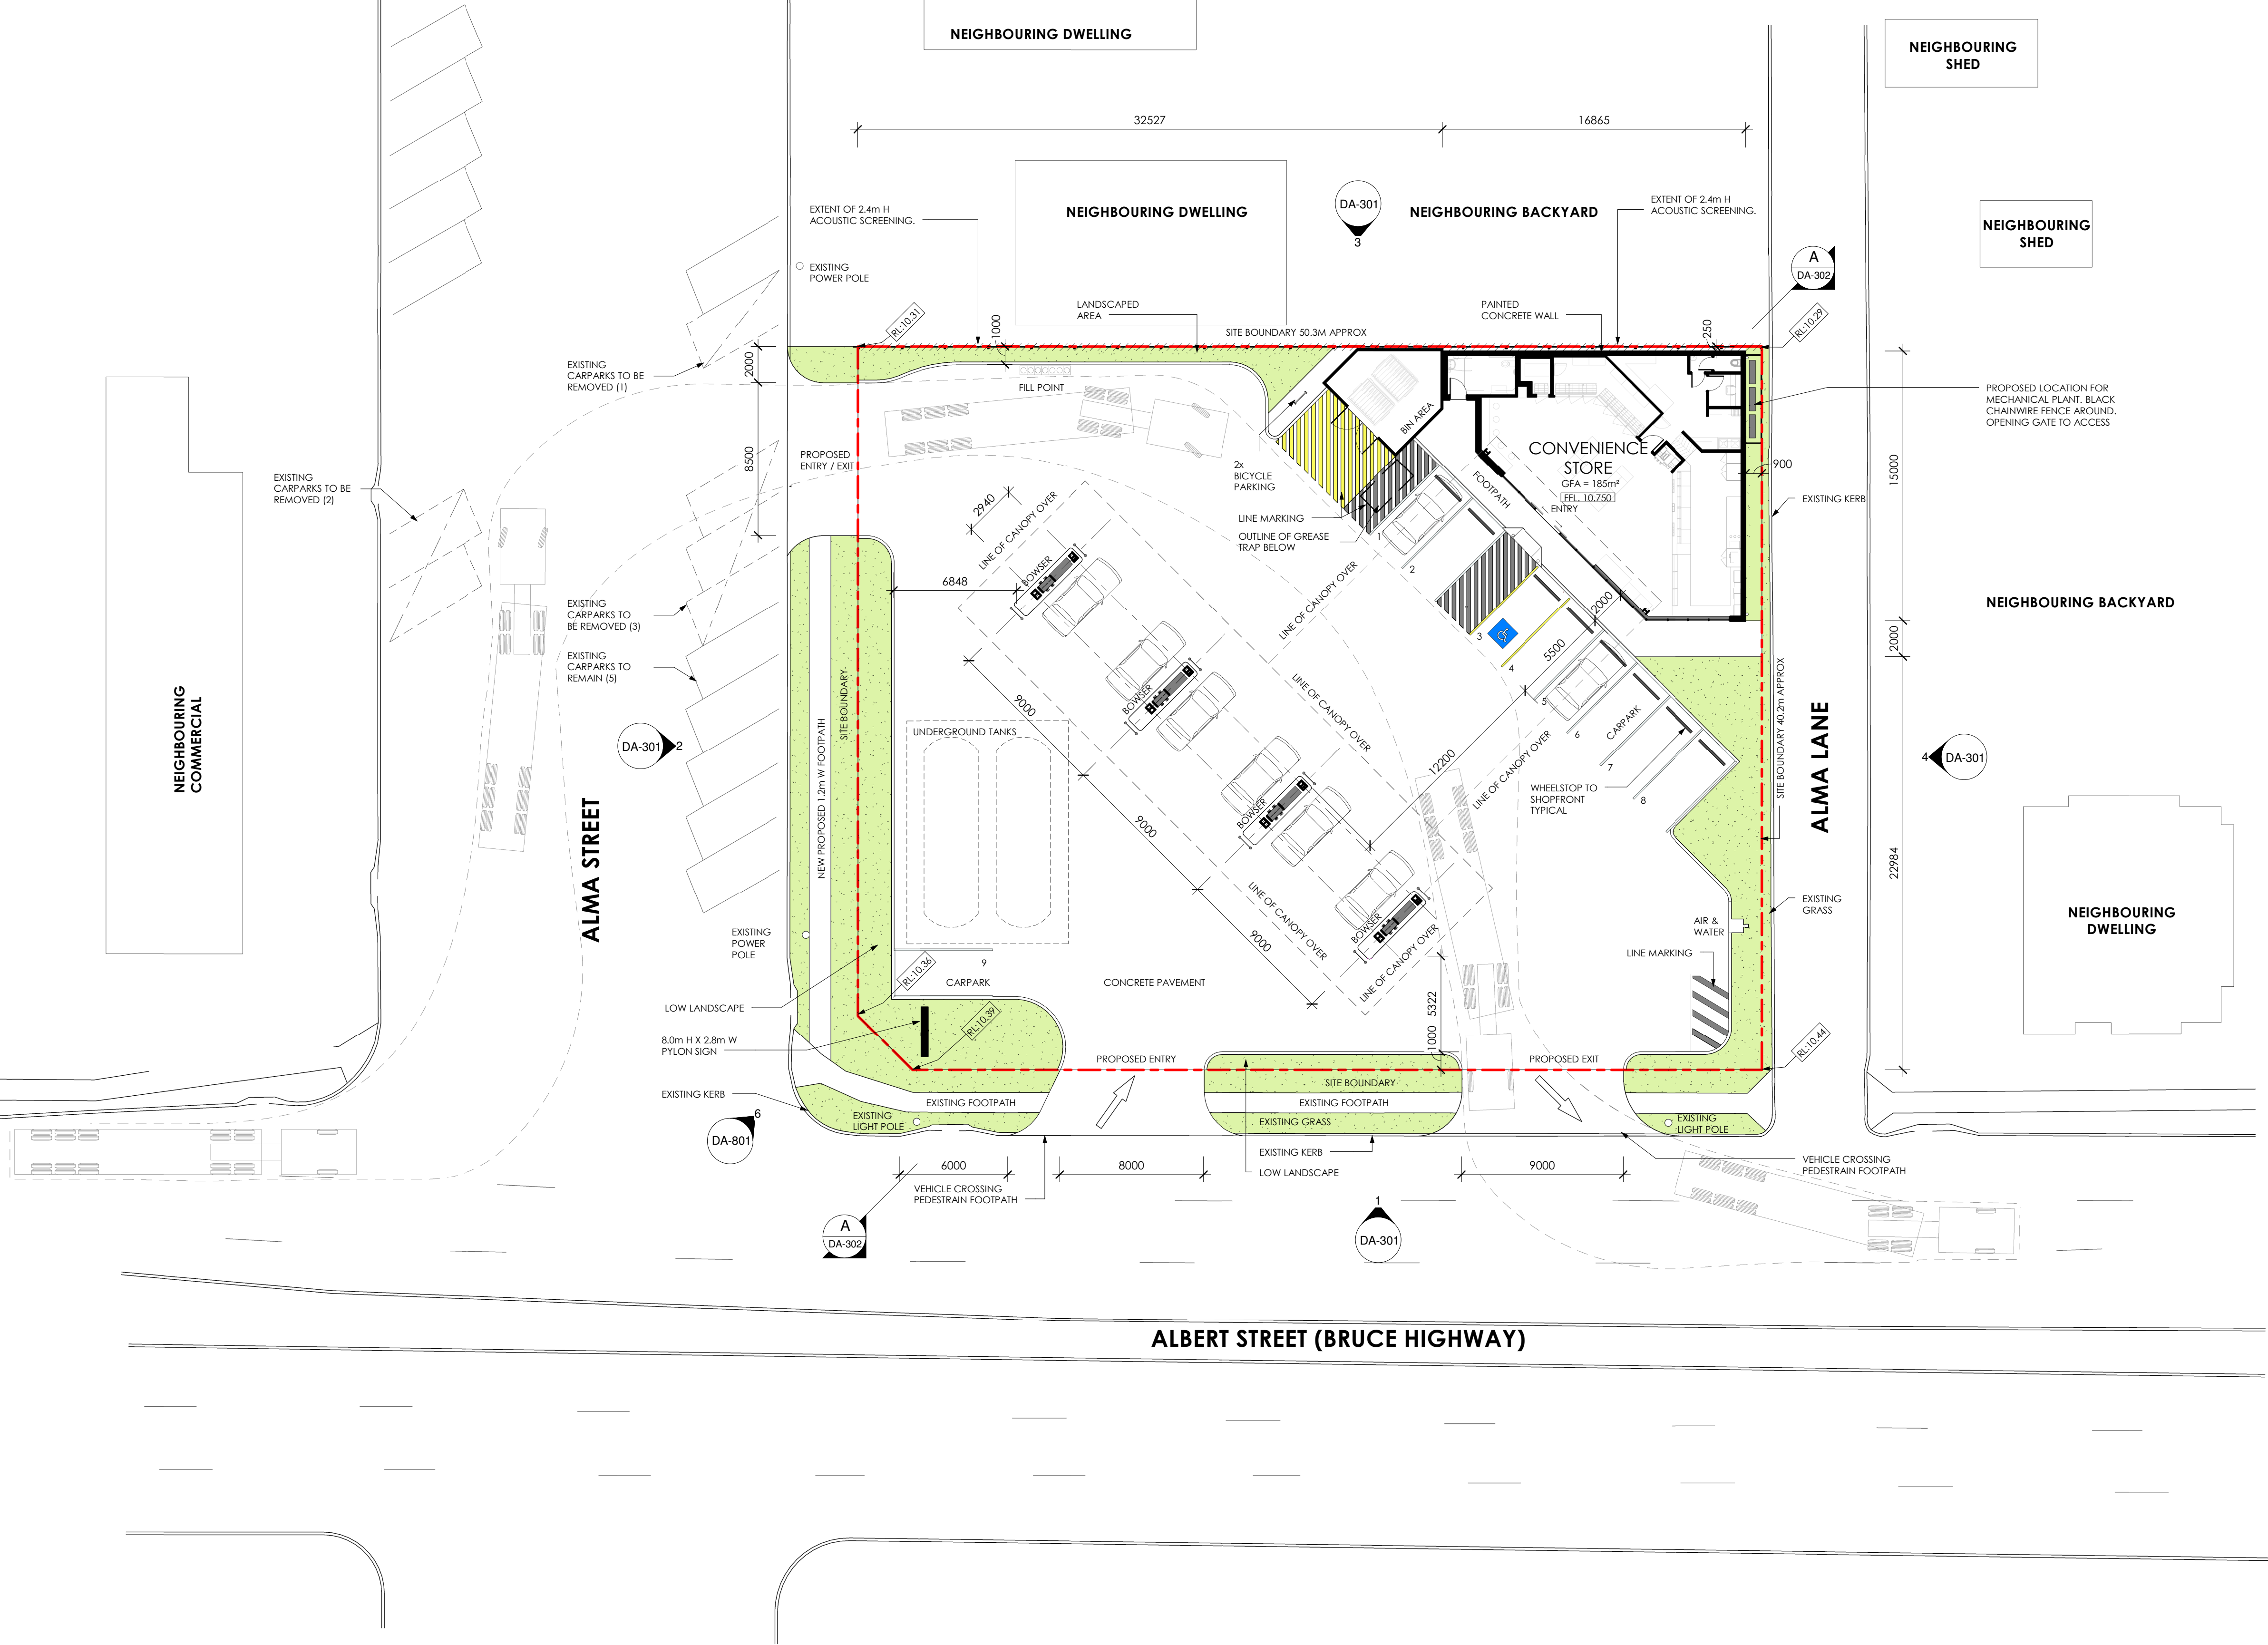 NEIGHBOURING DWELLING
NEIGHBOURING
SHED
32527
16865
EXTENT OF 2.4m H
ACOUSTIC SCREENING.
NEIGHBOURING DWELLING
DA-301
3
NEIGHBOURING BACKYARD
EXTENT OF 2.4m H
ACOUSTIC SCREENING.
NEIGHBOURING
SHED
EXISTING
POWER POLE
A
DA-302
LANDSCAPED
AREA
PAINTED
CONCRETE WALL
RL:10.31
1000
SITE BOUNDARY 50.3M APPROX
250
RL:10.29
EXISTING
CARPARKS TO BE
REMOVED (1)
2000
FILL POINT
BIN AREA
PROPOSED LOCATION FOR
MECHANICAL PLANT. BLACK
CHAINWIRE FENCE AROUND.
OPENING GATE TO ACCESS
8500
PROPOSED
ENTRY / EXIT
2x
BICYCLE
PARKING
CONVENIENCE
STORE
GFA = 185m²
FFL. 10.750
ENTRY
FOOTPATH
900
15000
EXISTING
CARPARKS TO BE
REMOVED (2)
EXISTING KERB
2940
LINE OF CANOPY OVER
LINE MARKING
OUTLINE OF GREASE
TRAP BELOW
1
2
BOWSER
6848
LINE OF CANOPY OVER
EXISTING
CARPARKS TO
BE REMOVED (3)
2000
3
4
5500
NEIGHBOURING BACKYARD
2000
EXISTING
CARPARKS TO
REMAIN (5)
SITE BOUNDARY
BOWSER
LINE OF CANOPY OVER
5
6
7
8
CARPARK
SITE BOUNDARY 40.2m APPROX
ALMA LANE
NEIGHBOURING
COMMERCIAL
DA-301
2
9000
UNDERGROUND TANKS
NEW PROPOSED 1.2m W FOOTPATH
12200
LINE OF CANOPY OVER
4
DA-301
WHEELSTOP TO
SHOPFRONT
TYPICAL
ALMA STREET
9000
BOWSER
22984
LINE OF CANOPY OVER
EXISTING
GRASS
AIR &
WATER
NEIGHBOURING
DWELLING
EXISTING
POWER
POLE
9000
BOWSER
LINE OF CANOPY OVER
LINE MARKING
9
RL:10.36
CARPARK
CONCRETE PAVEMENT
LOW LANDSCAPE
5322
RL:10.39
8.0m H X 2.8m W
PYLON SIGN
1000
RL:10.44
PROPOSED ENTRY
PROPOSED EXIT
SITE BOUNDARY
EXISTING KERB
EXISTING FOOTPATH
EXISTING FOOTPATH
6
DA-801
EXISTING
LIGHT POLE
EXISTING GRASS
EXISTING
LIGHT POLE
EXISTING KERB
6000
8000
LOW LANDSCAPE
9000
VEHICLE CROSSING
PEDESTRAIN FOOTPATH
VEHICLE CROSSING
PEDESTRAIN FOOTPATH
A
DA-302
1
DA-301
ALBERT STREET (BRUCE HIGHWAY)